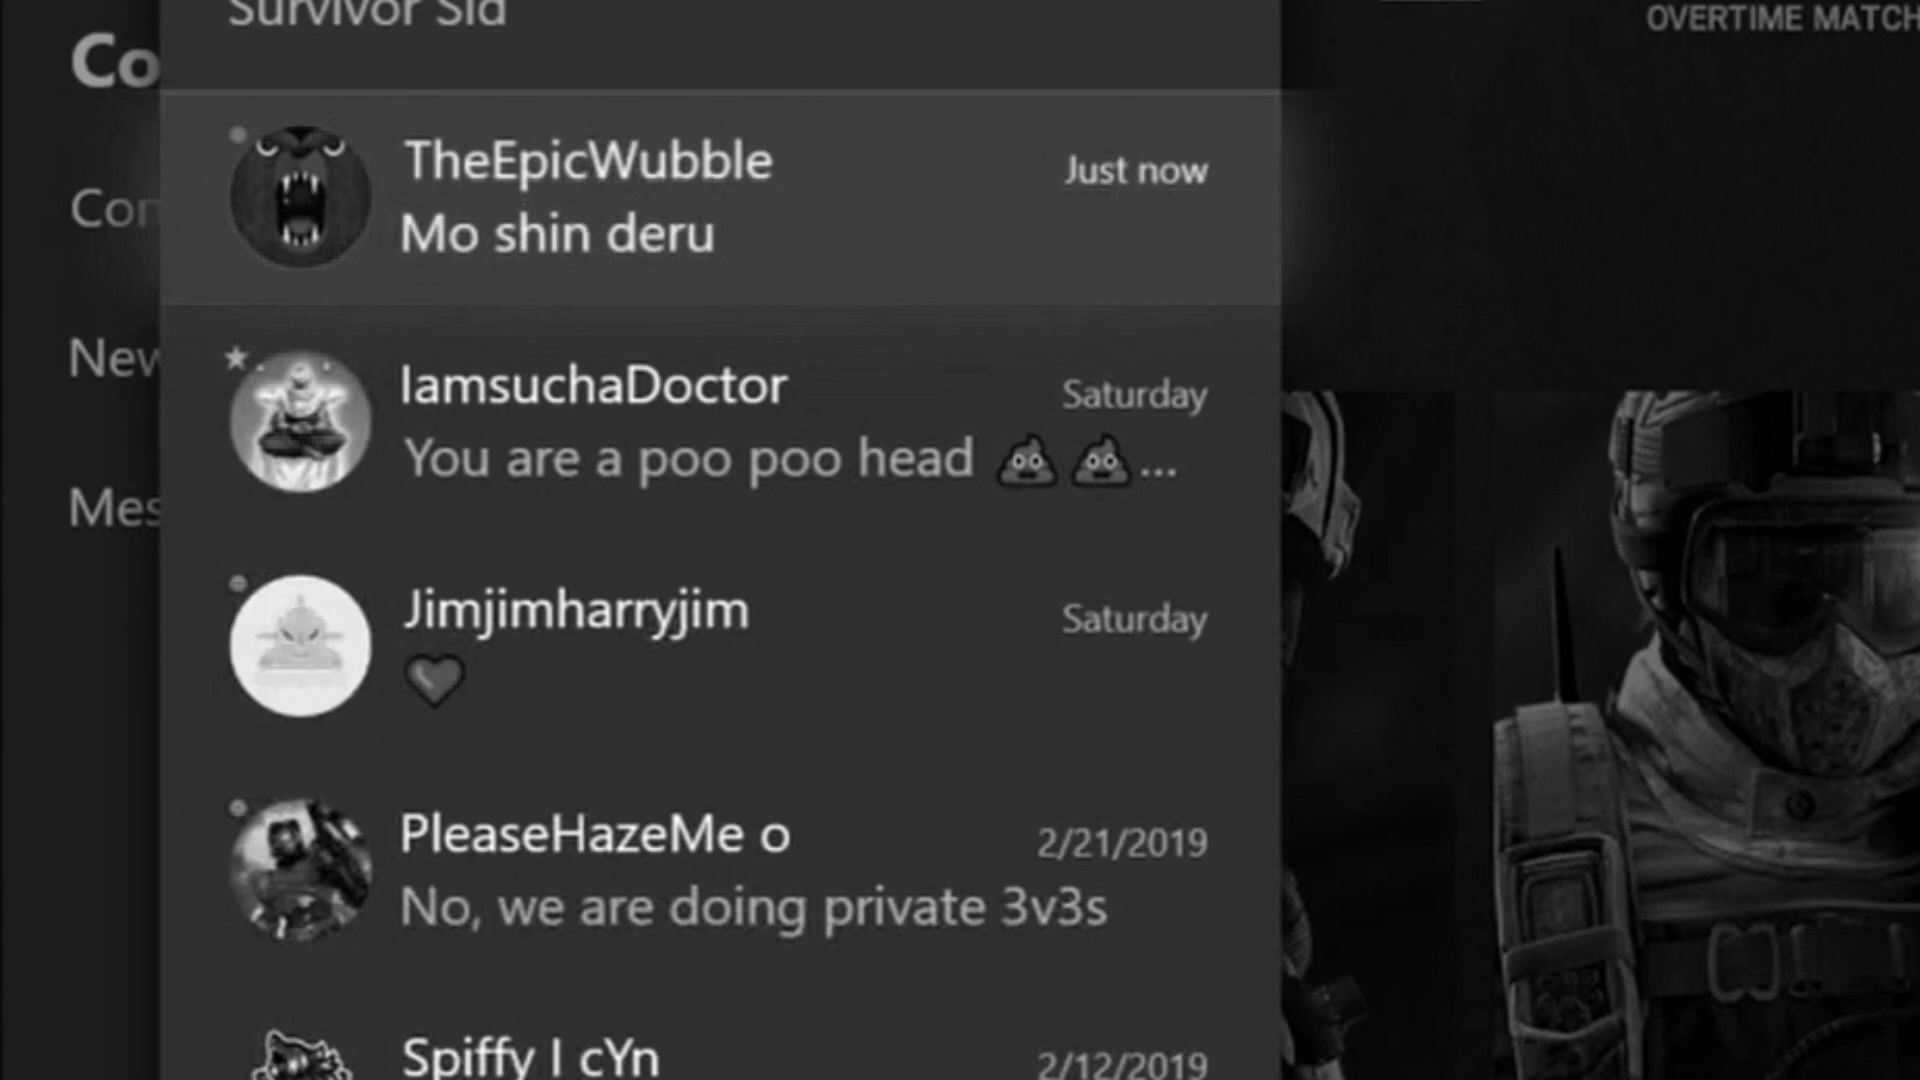 Survivor Sid
OVERTIME MATCH
Co
TheEpicWubble
Just now
Mo shin deru
Con
IamsuchaDoctor
Saturday
You are a poo poo head 💩 💩 ...
New
Jimjimharryjim
Saturday
❤
Mes
PleaseHazeMe o
2/21/2019
No, we are doing private 3v3s
Spiffy I cYn
2/12/2019